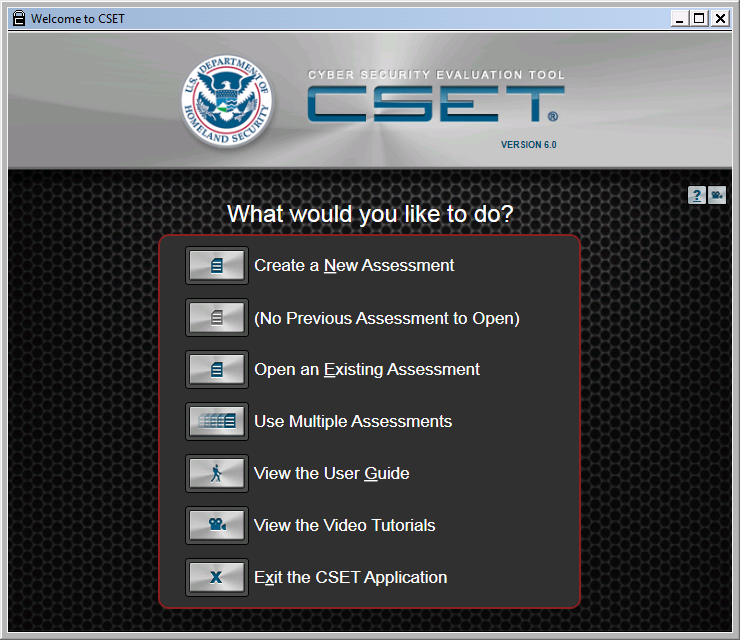 Welcome to CSET
U.S. DEPARTMENT OF HOMELAND SECURITY
CYBER SECURITY EVALUATION TOOL
CSET®
VERSION 6.0
?
What would you like to do?
Create a New Assessment
(No Previous Assessment to Open)
Open an Existing Assessment
Use Multiple Assessments
View the User Guide
View the Video Tutorials
Exit the CSET Application